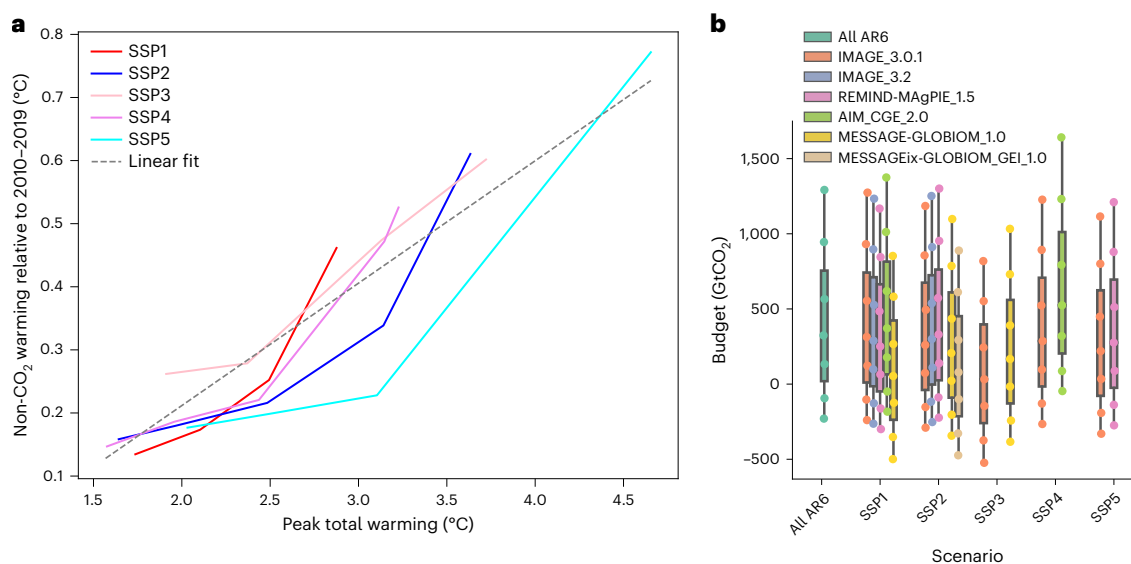 a
0.8
0.7
0.6
0.5
0.4
0.3
0.2
0.1
Non-CO₂ warming relative to 2010–2019 (°C)
SSP1
SSP2
SSP3
SSP4
SSP5
Linear fit
1.5 2.0 2.5 3.0 3.5 4.0 4.5
Peak total warming (°C)
b
All AR6
IMAGE_3.0.1
IMAGE_3.2
REMIND-MAgPIE_1.5
AIM_CGE_2.0
MESSAGE-GLOBIOM_1.0
MESSAGEix-GLOBIOM_GEI_1.0
1,500
1,000
500
0
–500
Budget (GtCO₂)
All AR6 SSP1 SSP2 SSP3 SSP4 SSP5
Scenario